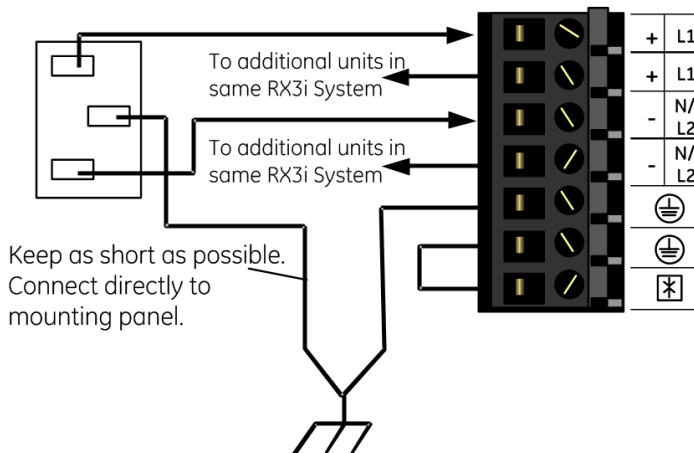 To additional units in
same RX3i System
To additional units in
same RX3i System
Keep as short as possible.
Connect directly to
mounting panel.
+ L1
+ L1
- N/
L2
- N/
L2